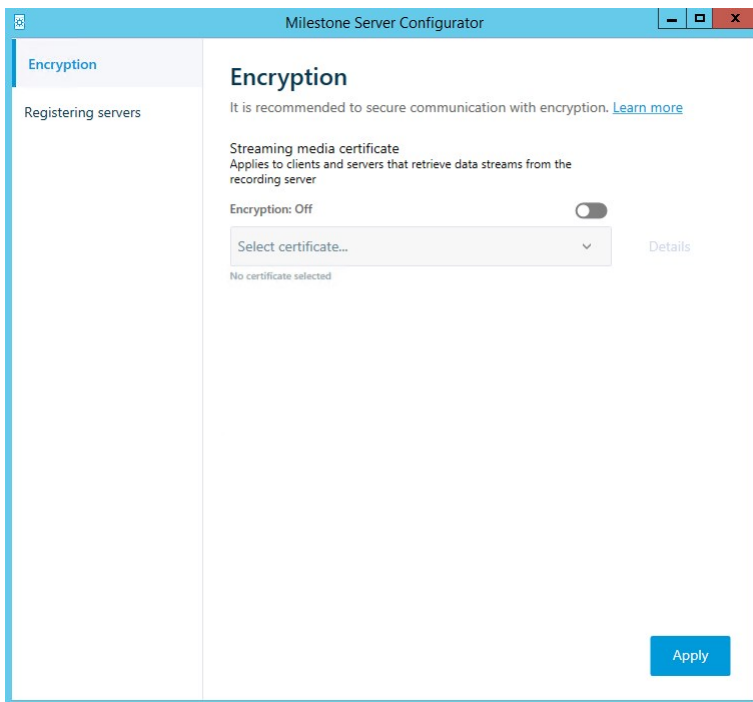 Milestone Server Configurator
Encryption
Registering servers
Encryption
It is recommended to secure communication with encryption. Learn more
Streaming media certificate
Applies to clients and servers that retrieve data streams from the
recording server
Encryption: Off
Select certificate...
Details
No certificate selected
Apply